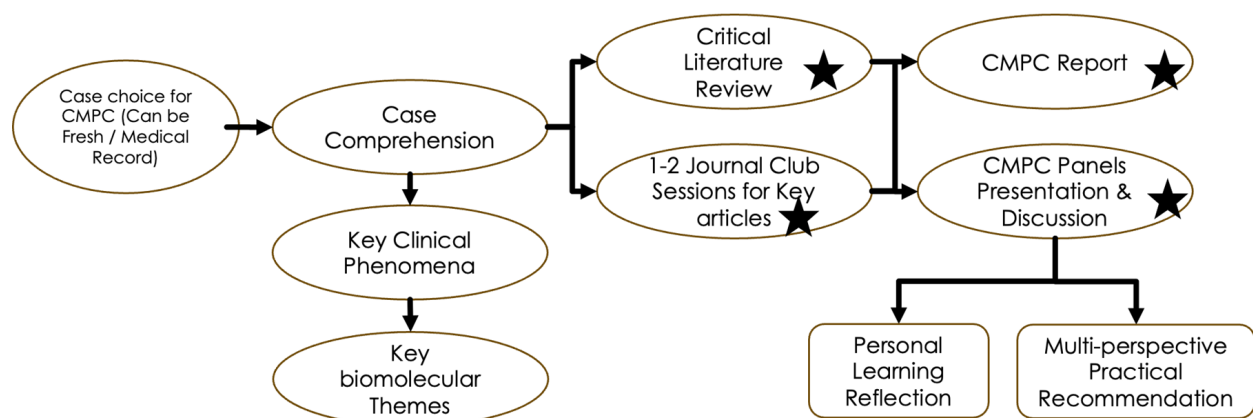 Case choice for
CMPC (Can be
Fresh / Medical
Record)
Case
Comprehension
Key Clinical
Phenomena
Key
biomolecular
Themes
Critical
Literature
Review
1-2 Journal Club
Sessions for Key
articles
CMPC Report
CMPC Panels
Presentation &
Discussion
Personal
Learning
Reflection
Multi-perspective
Practical
Recommendation